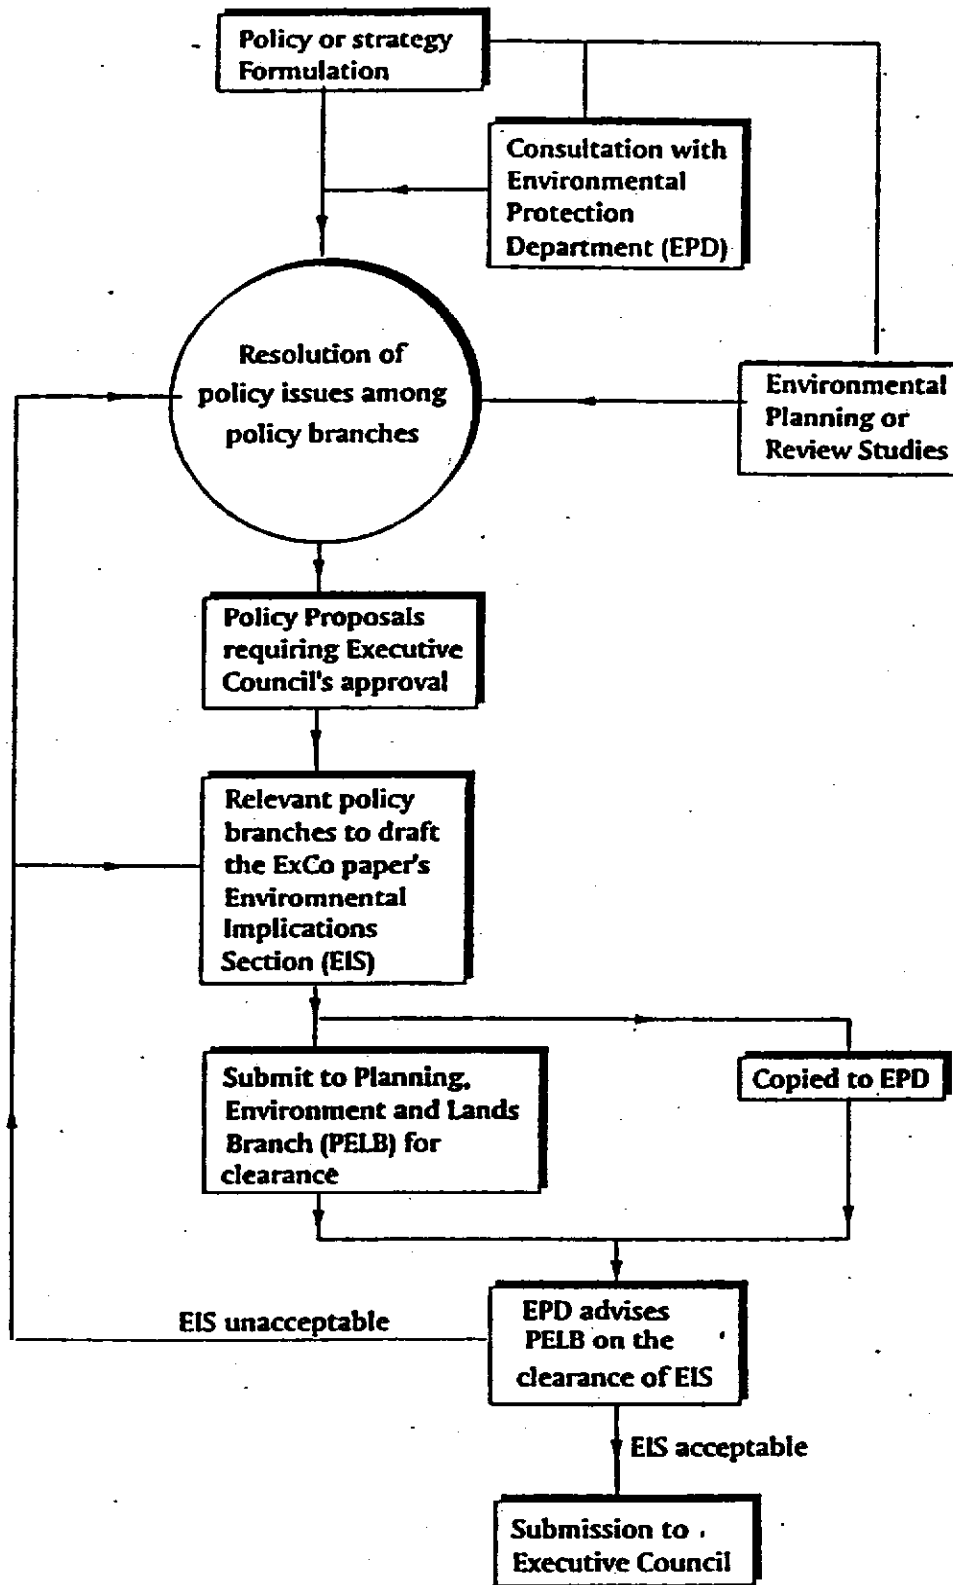 Policy or strategy
Formulation
Consultation with
Environmental
Protection
Department (EPD)
Resolution of
policy issues among
policy branches
Environmental
Planning or
Review Studies
Policy Proposals
requiring Executive
Council's approval
Relevant policy
branches to draft
the ExCo paper's
Enviromnental
Implications
Section (EIS)
Submit to Planning,
Environment and Lands
Branch (PELB) for
clearance
Copied to EPD
EIS unacceptable
EPD advises
PELB on the
clearance of EIS
EIS acceptable
Submission to
Executive Council